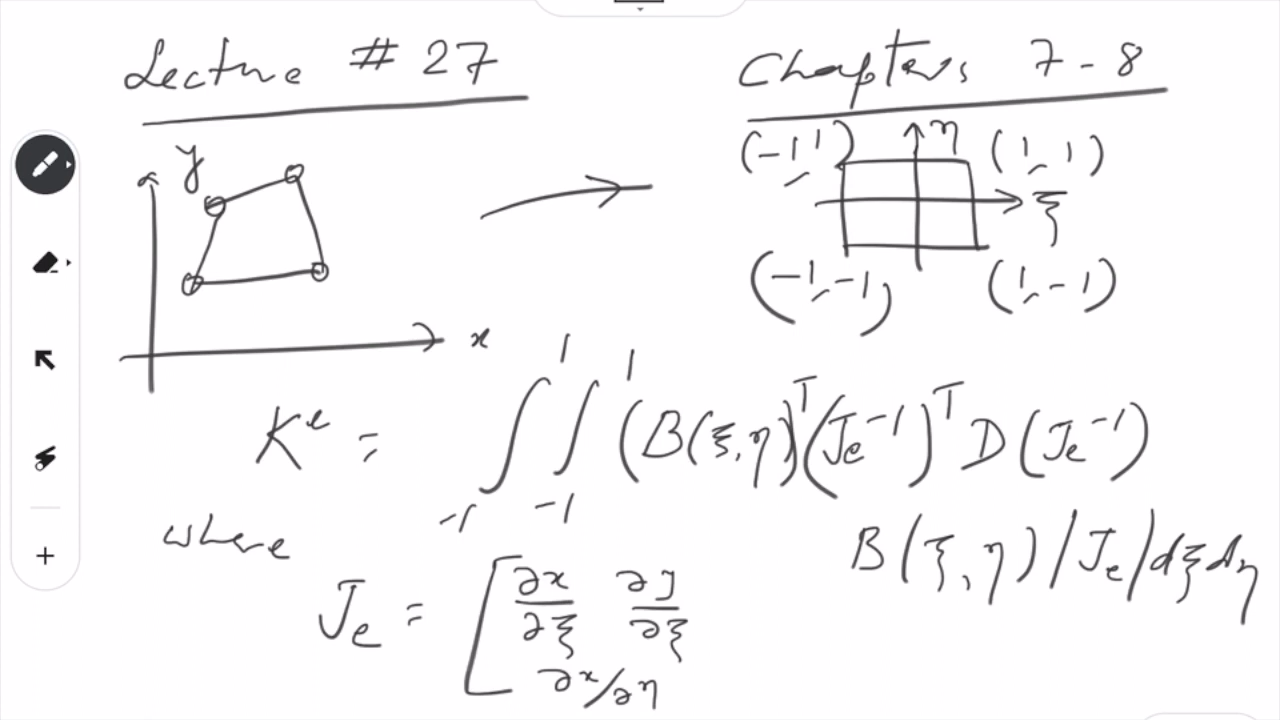 Lecture # 27
Chapters 7-8
y
x
(-1, 1) η (1, 1)
ξ
(-1, -1) (1, -1)
K^e = ∫_{-1}^{1} ∫_{-1}^{1} (B(ξ,η)^T (J_e^{-1})^T D (J_e^{-1})
B(ξ,η) |J_e| dξ dη
where
J_e = [ ∂x/∂ξ ∂y/∂ξ
∂x/∂η